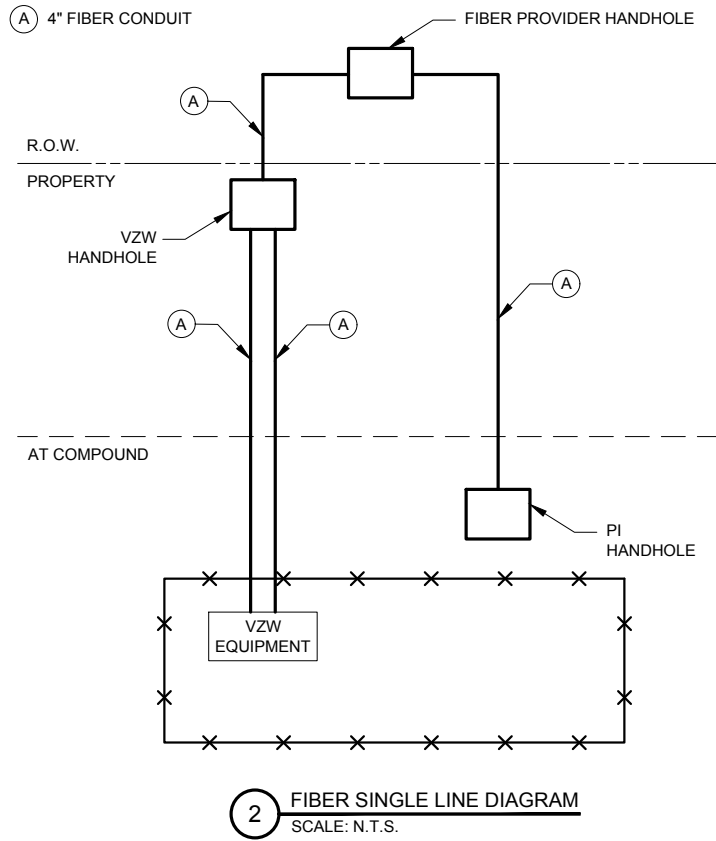 A 4" FIBER CONDUIT
FIBER PROVIDER HANDHOLE
A
R.O.W.
PROPERTY
VZW
HANDHOLE
A
A
A
AT COMPOUND
PI
HANDHOLE
VZW
EQUIPMENT
2 FIBER SINGLE LINE DIAGRAM
SCALE: N.T.S.